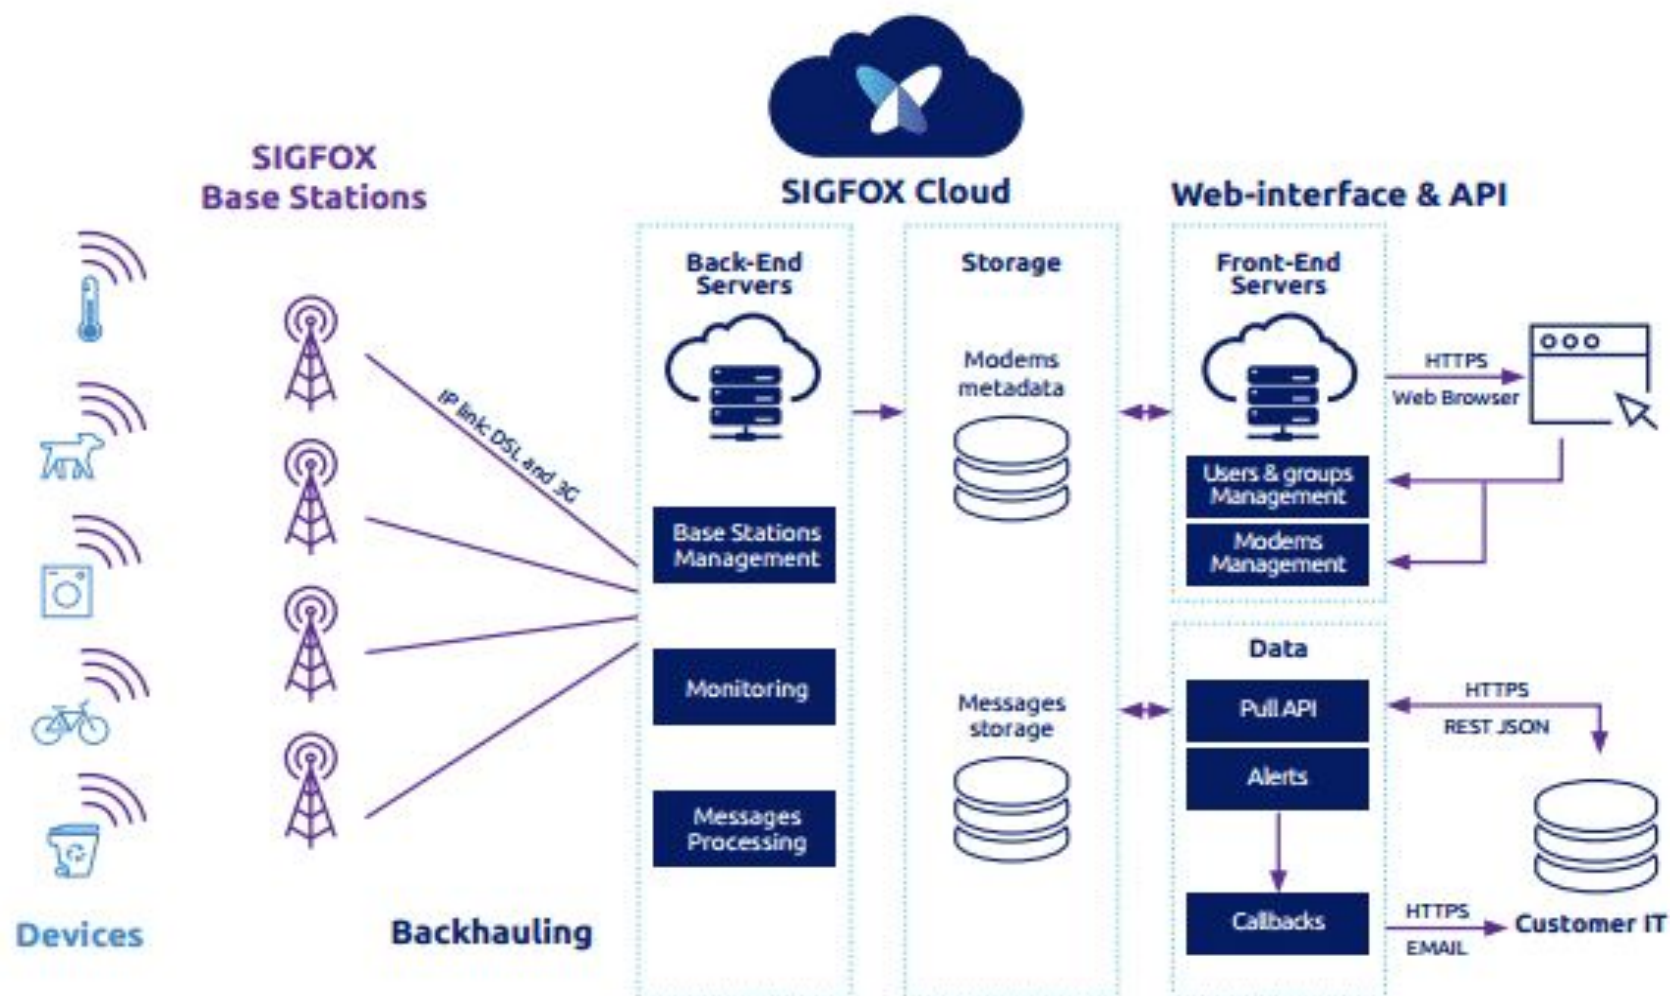 SIGFOX
Base Stations
SIGFOX Cloud
Web-interface & API
Back-End
Servers
Storage
Front-End
Servers
Modems
metadata
HTTPS
Web Browser
IP link: DSL and 3G
Users & groups
Management
Base Stations
Management
Modems
Management
Data
Monitoring
Messages
storage
Pull API
HTTPS
REST JSON
Alerts
Messages
Processing
Callbacks
HTTPS
EMAIL
Customer IT
Devices
Backhauling